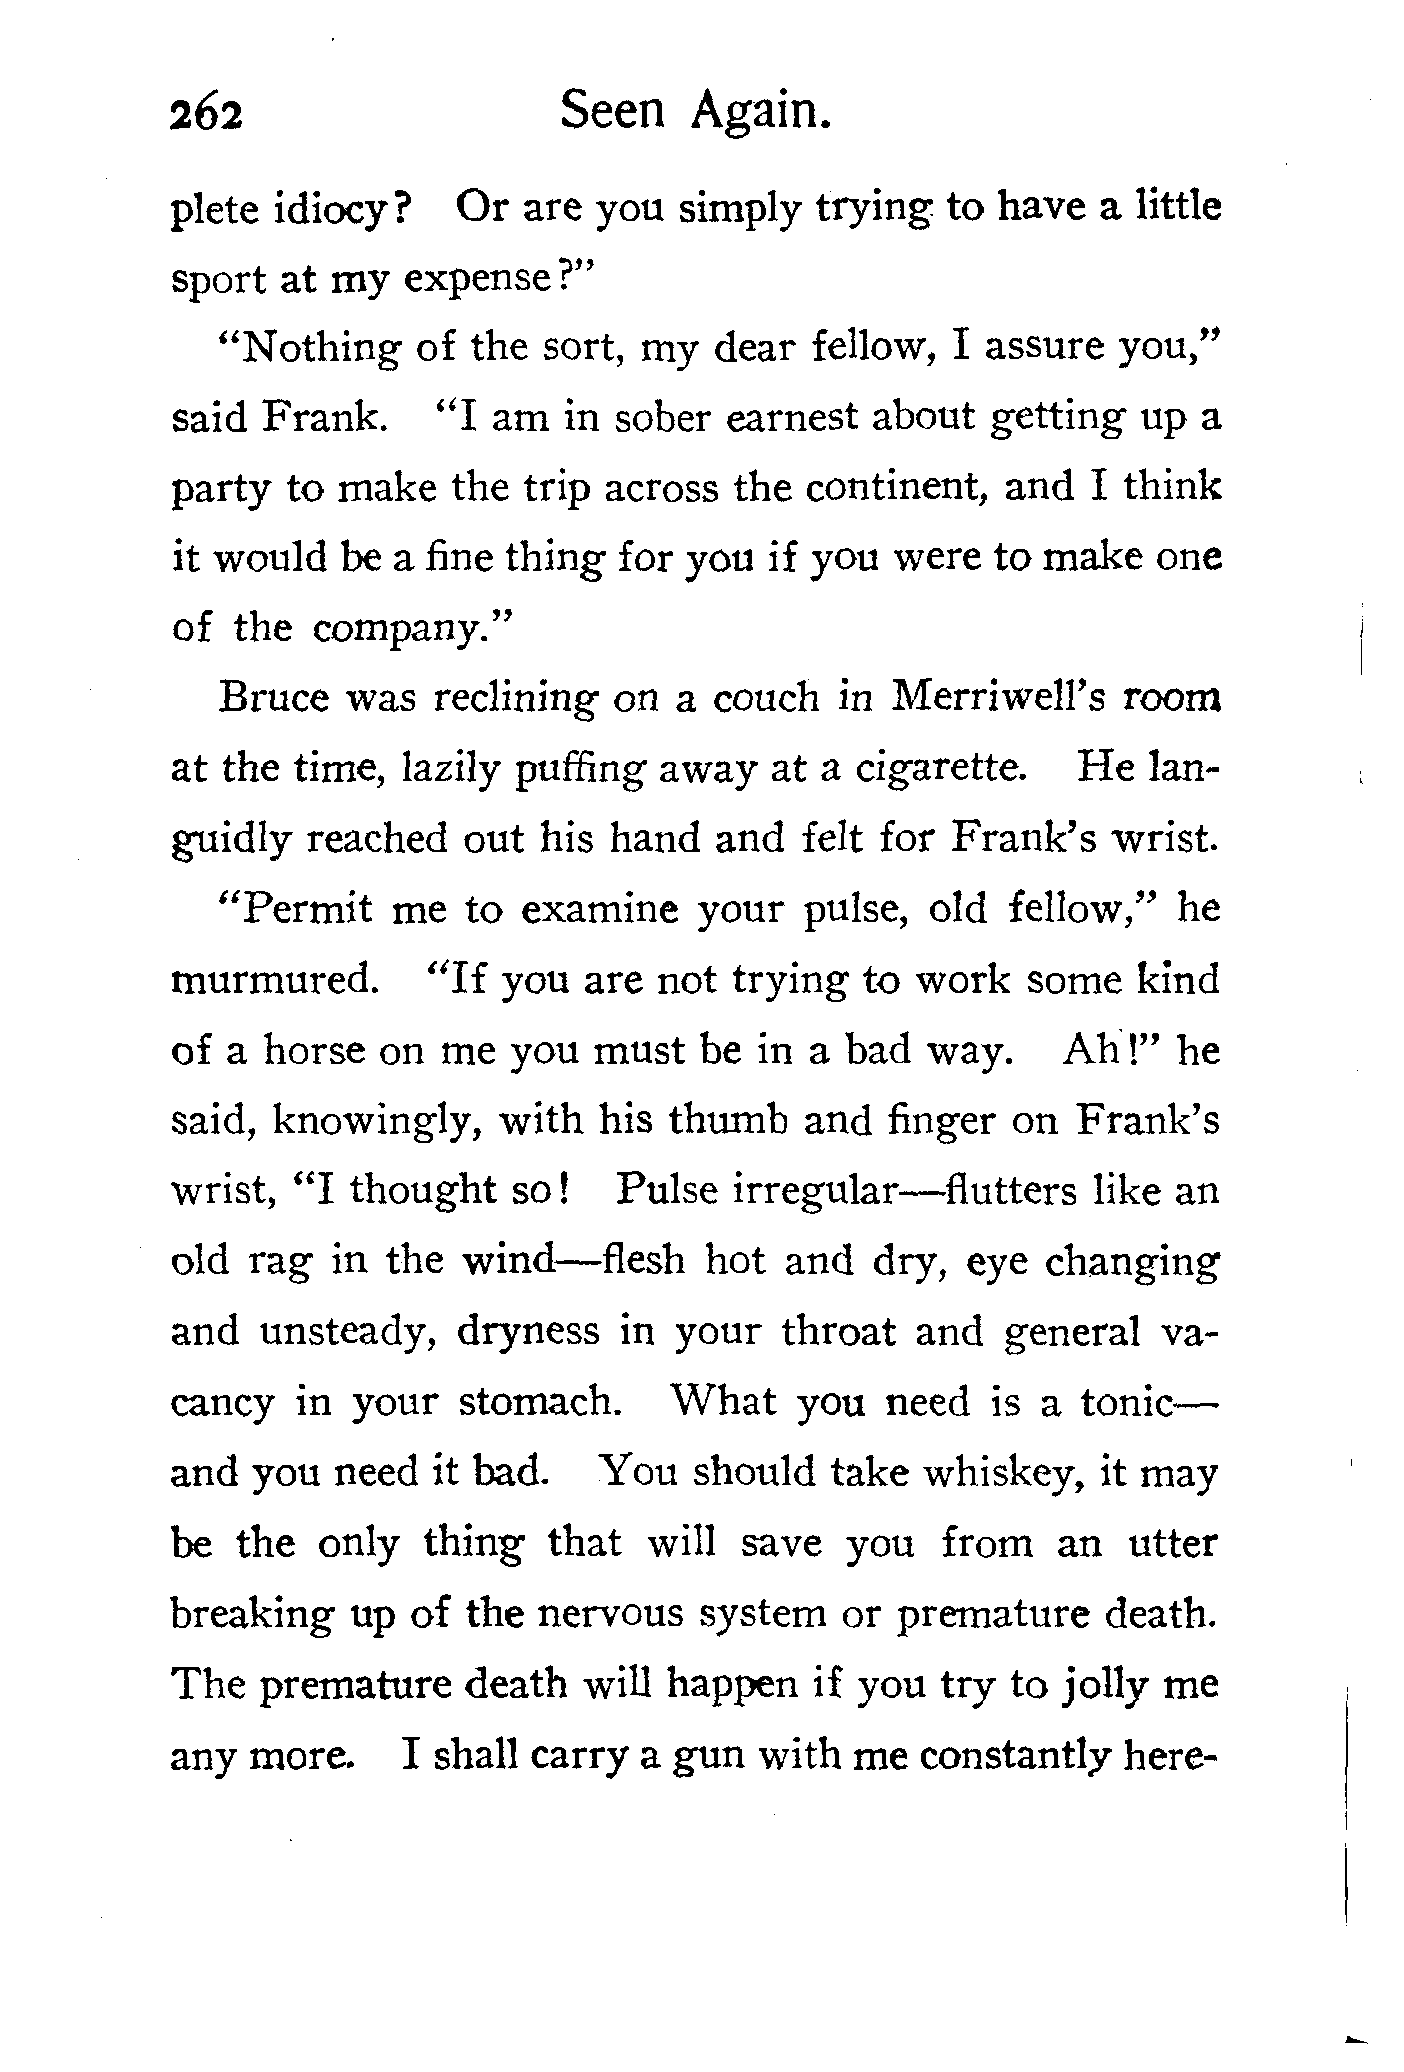 262 Seen Again.
plete idiocy? Or are you simply trying to have a little
sport at my expense?”
“Nothing of the sort, my dear fellow, I assure you,”
said Frank. “I am in sober earnest about getting up a
party to make the trip across the continent, and I think
it would be a fine thing for you if you were to make one
of the company.”
Bruce was reclining on a couch in Merriwell’s room
at the time, lazily puffing away at a cigarette. He lan-
guidly reached out his hand and felt for Frank’s wrist.
“Permit me to examine your pulse, old fellow,” he
murmured. “If you are not trying to work some kind
of a horse on me you must be in a bad way. Ah!” he
said, knowingly, with his thumb and finger on Frank’s
wrist, “I thought so! Pulse irregular—flutters like an
old rag in the wind—flesh hot and dry, eye changing
and unsteady, dryness in your throat and general va-
cancy in your stomach. What you need is a tonic—
and you need it bad. You should take whiskey, it may
be the only thing that will save you from an utter
breaking up of the nervous system or premature death.
The premature death will happen if you try to jolly me
any more. I shall carry a gun with me constantly here-